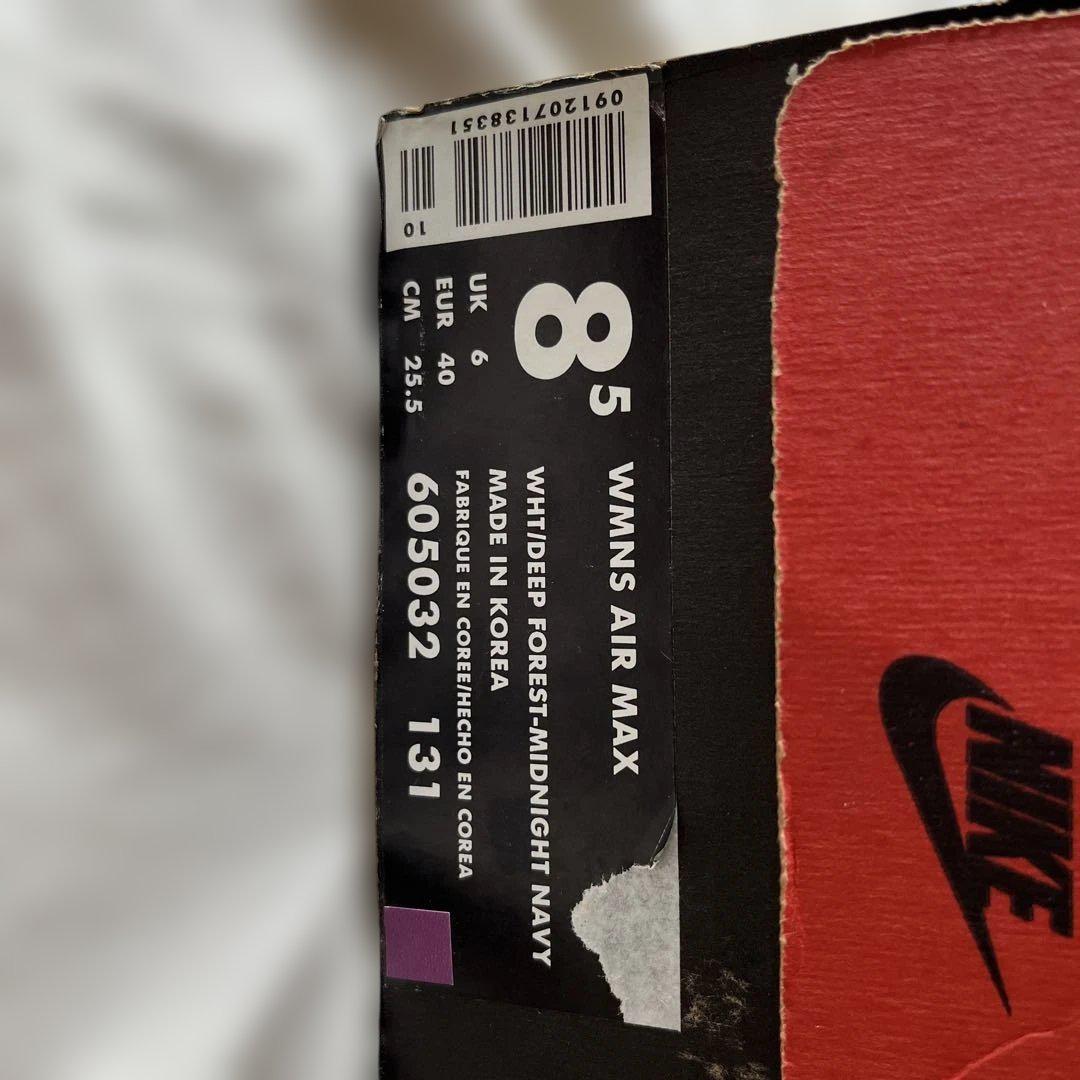 091207138351
10
8 5
UK 6
EUR 40
CM 25.5
WMNS AIR MAX
WHT/DEEP FOREST-MIDNIGHT NAVY
MADE IN KOREA
FABRIQUE EN COREE/HECHO EN COREA
605032 131
NIKE